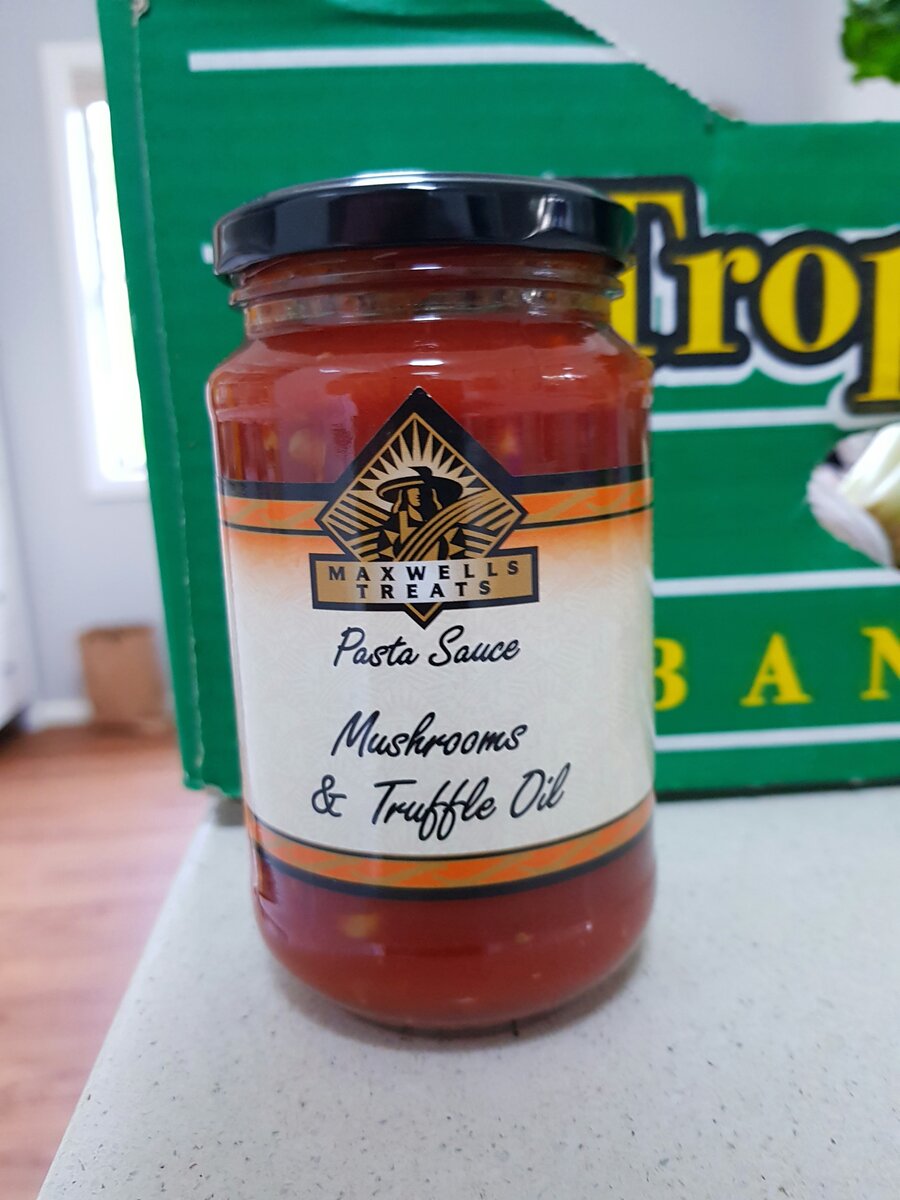 MAXWELLS
TREATS
Pasta Sauce
Mushrooms
& Truffle Oil
Trop
BAN